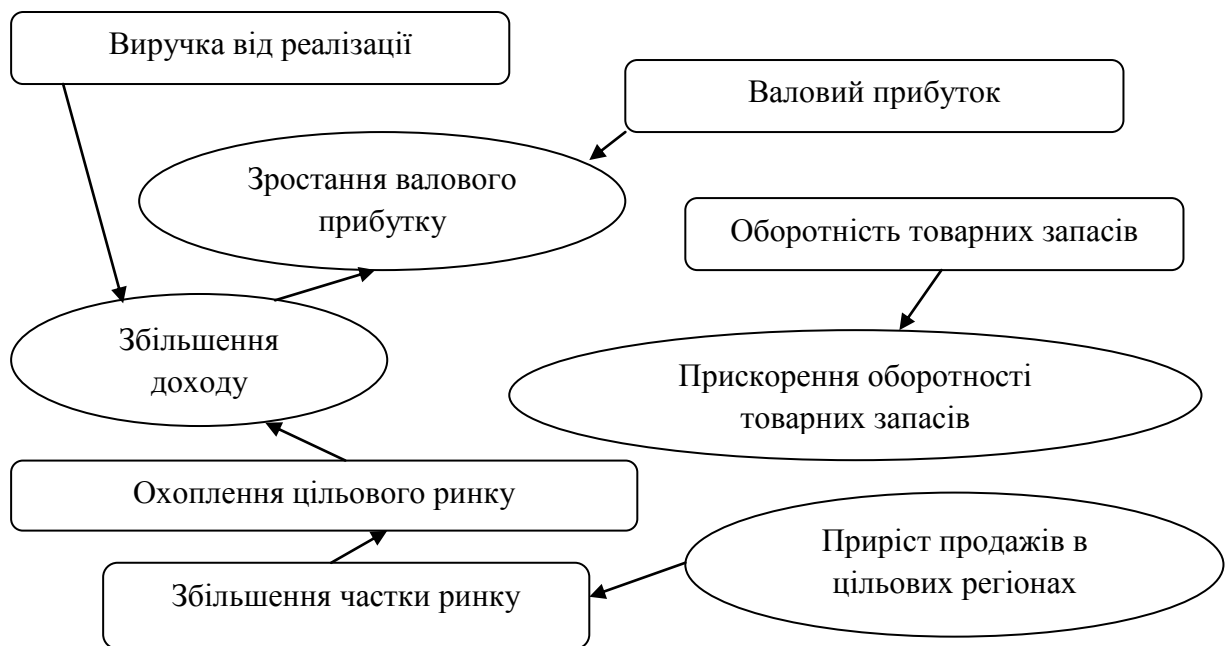 Виручка від реалізації
Валовий прибуток
Зростання валового
прибутку
Оборотність товарних запасів
Збільшення
доходу
Прискорення оборотності
товарних запасів
Охоплення цільового ринку
Приріст продажів в
цільових регіонах
Збільшення частки ринку